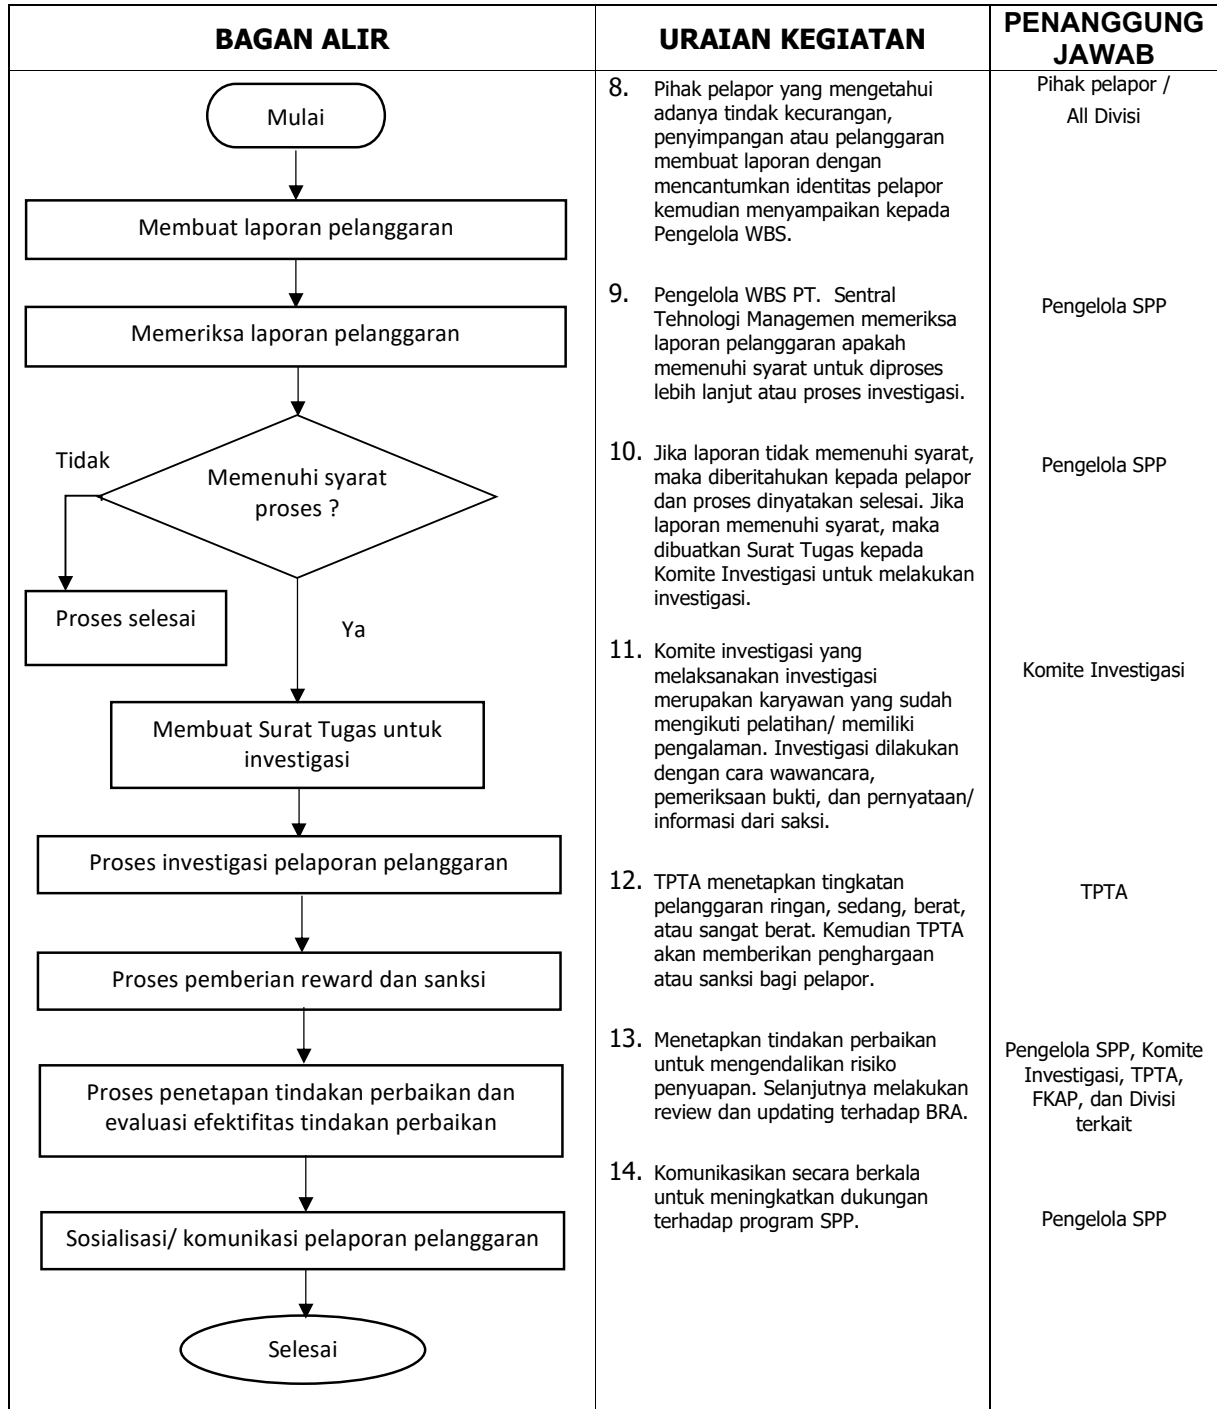 BAGAN ALIR
URAIAN KEGIATAN
PENANGGUNG
JAWAB
Mulai
Membuat laporan pelanggaran
Memeriksa laporan pelanggaran
Tidak
Memenuhi syarat
proses ?
Proses selesai
Ya
Membuat Surat Tugas untuk
investigasi
Proses investigasi pelaporan pelanggaran
Proses pemberian reward dan sanksi
Proses penetapan tindakan perbaikan dan
evaluasi efektifitas tindakan perbaikan
Sosialisasi/ komunikasi pelaporan pelanggaran
Selesai
8. Pihak pelapor yang mengetahui
adanya tindak kecurangan,
penyimpangan atau pelanggaran
membuat laporan dengan
mencantumkan identitas pelapor
kemudian menyampaikan kepada
Pengelola WBS.
9. Pengelola WBS PT. Sentral
Tehnologi Managemen memeriksa
laporan pelanggaran apakah
memenuhi syarat untuk diproses
lebih lanjut atau proses investigasi.
10. Jika laporan tidak memenuhi syarat,
maka diberitahukan kepada pelapor
dan proses dinyatakan selesai. Jika
laporan memenuhi syarat, maka
dibuatkan Surat Tugas kepada
Komite Investigasi untuk melakukan
investigasi.
11. Komite investigasi yang
melaksanakan investigasi
merupakan karyawan yang sudah
mengikuti pelatihan/ memiliki
pengalaman. Investigasi dilakukan
dengan cara wawancara,
pemeriksaan bukti, dan pernyataan/
informasi dari saksi.
12. TPTA menetapkan tingkatan
pelanggaran ringan, sedang, berat,
atau sangat berat. Kemudian TPTA
akan memberikan penghargaan
atau sanksi bagi pelapor.
13. Menetapkan tindakan perbaikan
untuk mengendalikan risiko
penyuapan. Selanjutnya melakukan
review dan updating terhadap BRA.
14. Komunikasikan secara berkala
untuk meningkatkan dukungan
terhadap program SPP.
Pihak pelapor /
All Divisi
Pengelola SPP
Pengelola SPP
Komite Investigasi
TPTA
Pengelola SPP, Komite
Investigasi, TPTA,
FKAP, dan Divisi
terkait
Pengelola SPP